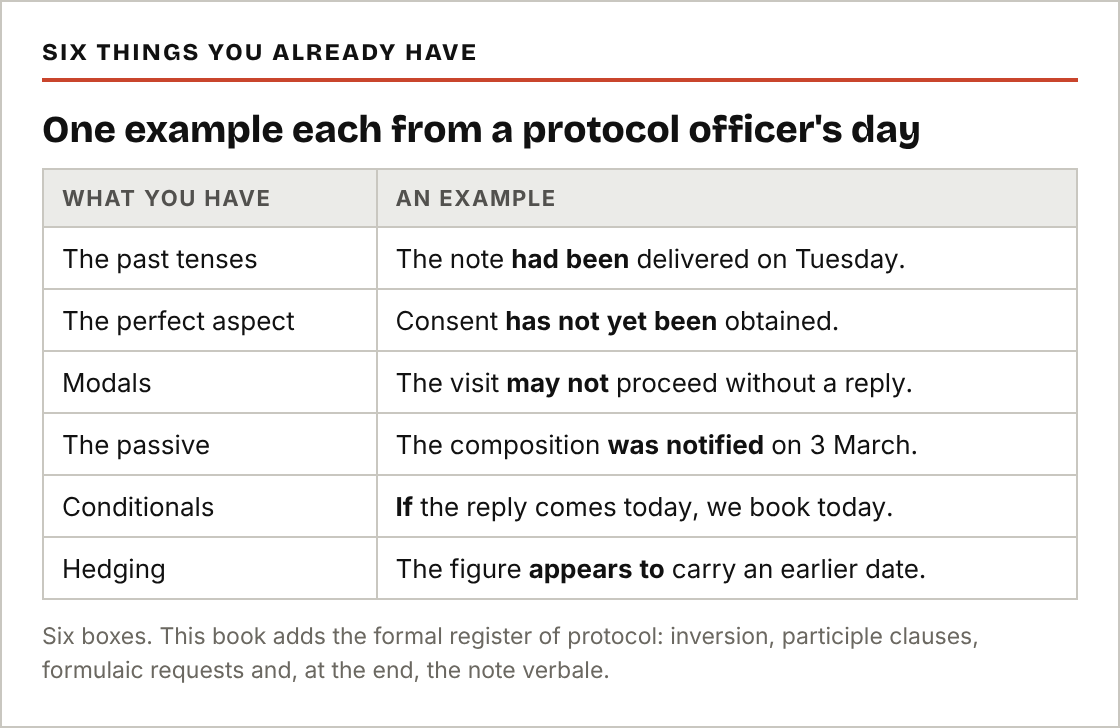 SIX THINGS YOU ALREADY HAVE
One example each from a protocol officer's day
WHAT YOU HAVE
AN EXAMPLE
The past tenses
The note had been delivered on Tuesday.
The perfect aspect
Consent has not yet been obtained.
Modals
The visit may not proceed without a reply.
The passive
The composition was notified on 3 March.
Conditionals
If the reply comes today, we book today.
Hedging
The figure appears to carry an earlier date.
Six boxes. This book adds the formal register of protocol: inversion, participle clauses,
formulaic requests and, at the end, the note verbale.